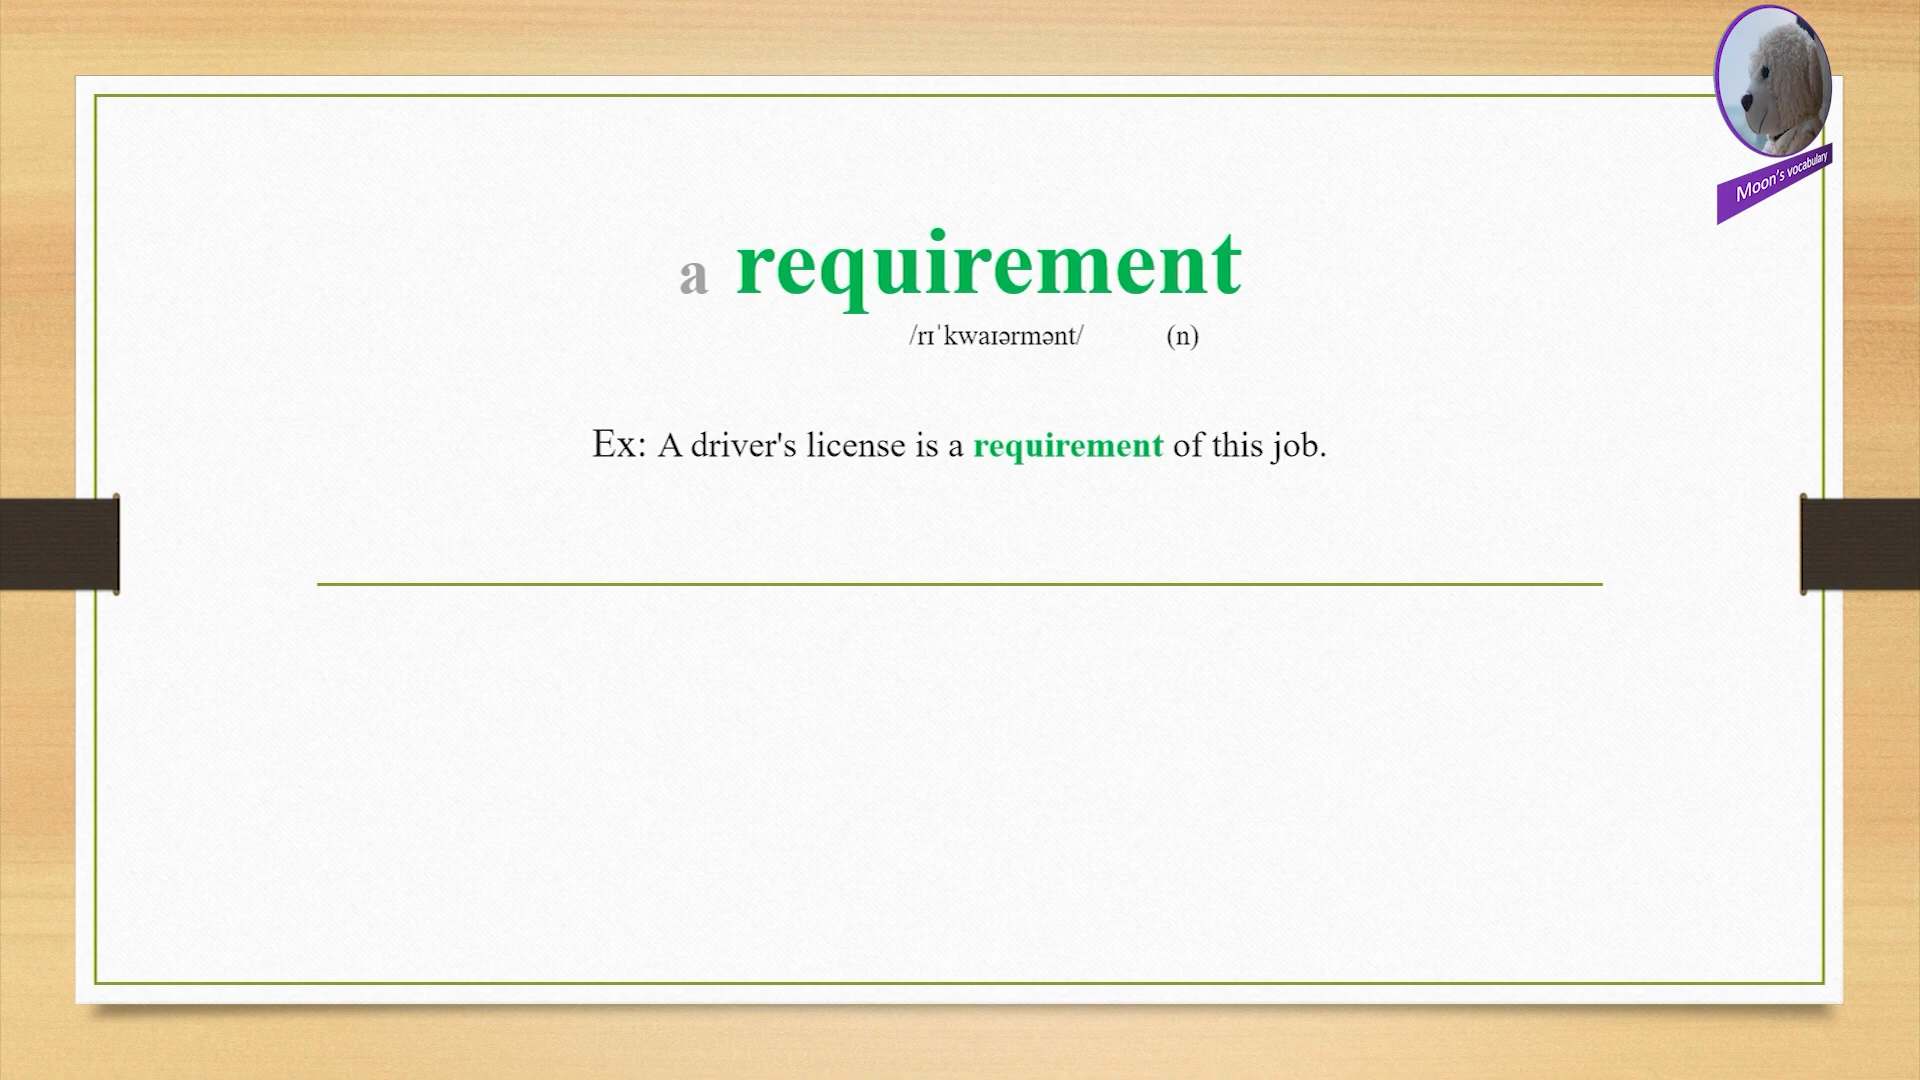 Moon's vocabulary
a requirement
/rɪˈkwaɪərmənt/ (n)
Ex: A driver's license is a requirement of this job.